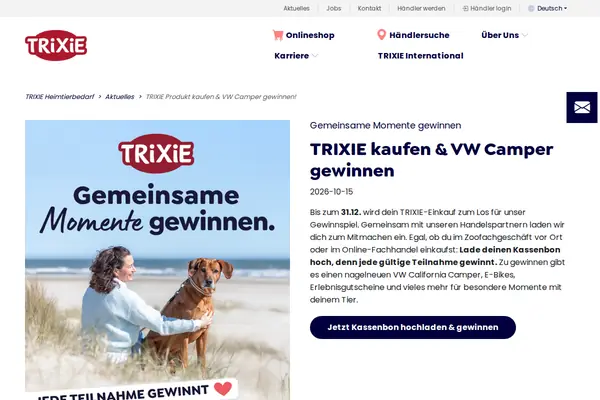 Aktuelles
Jobs
Kontakt
Händler werden
Händler login
Deutsch
TRIXIE
Onlineshop
Händlersuche
Über Uns
Karriere
TRIXIE International
TRIXIE Heimtierbedarf > Aktuelles > TRIXIE Produkt kaufen & VW Camper gewinnen!
TRIXIE
Gemeinsame
Momente gewinnen.
JEDE TEILNAHME GEWINNT
Gemeinsame Momente gewinnen
TRIXIE kaufen & VW Camper
gewinnen
2026-10-15
Bis zum 31.12. wird dein TRIXIE-Einkauf zum Los für unser
Gewinnspiel. Gemeinsam mit unseren Handelspartnern laden wir
dich zum Mitmachen ein. Egal, ob du im Zoofachgeschäft vor Ort
oder im Online-Fachhandel einkaufst: Lade deinen Kassenbon
hoch, denn jede gültige Teilnahme gewinnt. Zu gewinnen gibt
es einen nagelneuen VW California Camper, E-Bikes,
Erlebnisgutscheine und vieles mehr für besondere Momente mit
deinem Tier.
Jetzt Kassenbon hochladen & gewinnen